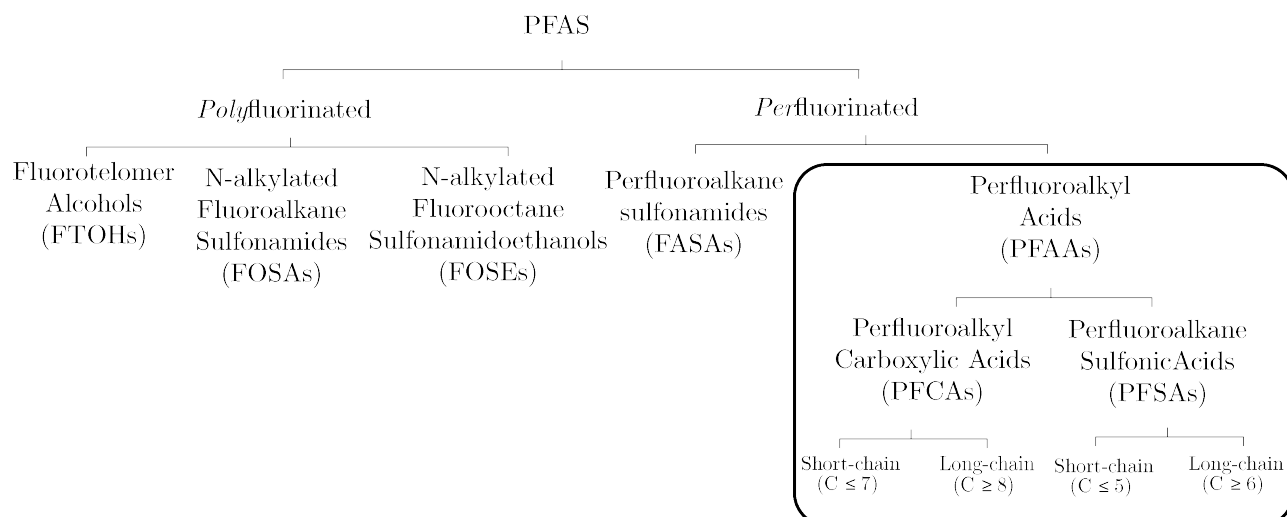 PFAS
Polyfluorinated
Perfluorinated
Fluorotelomer
Alcohols
(FTOHs)
N-alkylated
Fluoroalkane
Sulfonamides
(FOSAs)
N-alkylated
Fluorooctane
Sulfonamidoethanols
(FOSEs)
Perfluoroalkane
sulfonamides
(FASAs)
Perfluoroalkyl
Acids
(PFAAs)
Perfluoroalkyl
Carboxylic Acids
(PFCAs)
Perfluoroalkane
SulfonicAcids
(PFSAs)
Short-chain
(C ≤ 7)
Long-chain
(C ≥ 8)
Short-chain
(C ≤ 5)
Long-chain
(C ≥ 6)